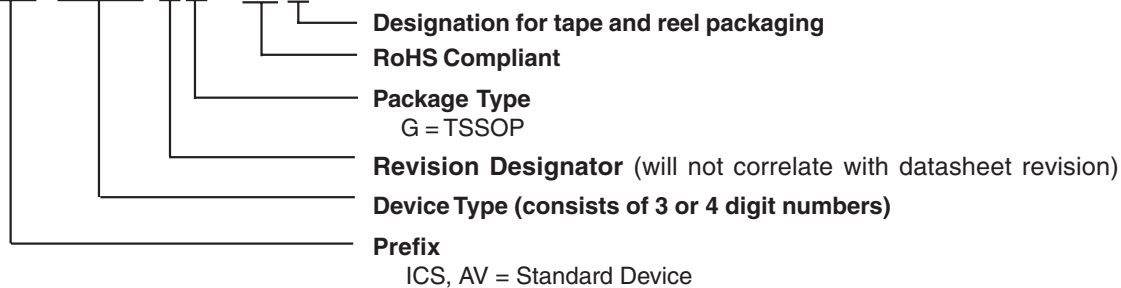 Designation for tape and reel packaging
RoHS Compliant
Package Type
G = TSSOP
Revision Designator (will not correlate with datasheet revision)
Device Type (consists of 3 or 4 digit numbers)
Prefix
ICS, AV = Standard Device